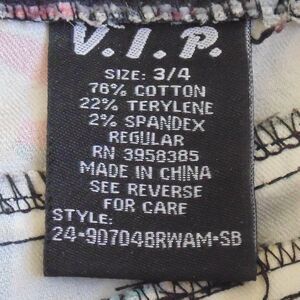 V.I.P.
SIZE: 3/4
76% COTTON
22% TERYLENE
2% SPANDEX
REGULAR
RN 3958385
MADE IN CHINA
SEE REVERSE
FOR CARE
STYLE:
24-90704BRWAM-SB